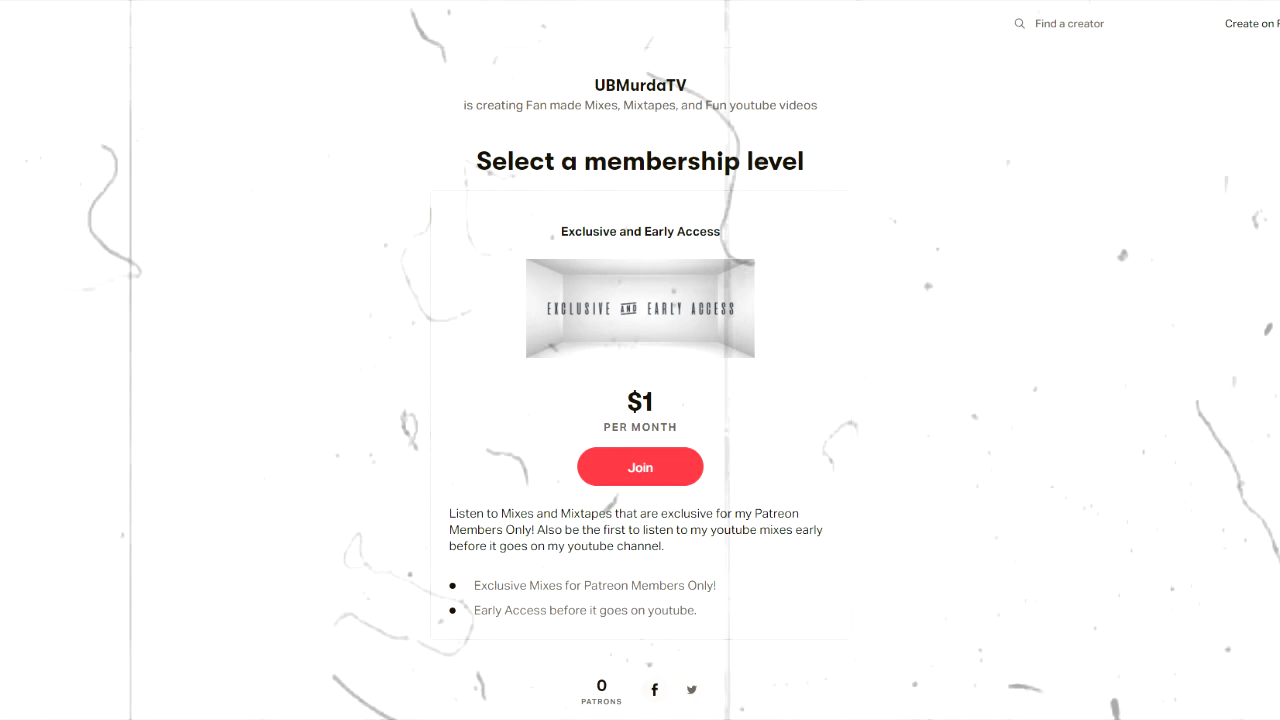 Find a creator
Create on
UBMurdaTV
is creating Fan made Mixes, Mixtapes, and Fun youtube videos
Select a membership level
Exclusive and Early Access
EXCLUSIVE AND EARLY ACCESS
$1
PER MONTH
Join
Listen to Mixes and Mixtapes that are exclusive for my Patreon
Members Only! Also be the first to listen to my youtube mixes early
before it goes on my youtube channel.
● Exclusive Mixes for Patreon Members Only!
● Early Access before it goes on youtube.
0
PATRONS